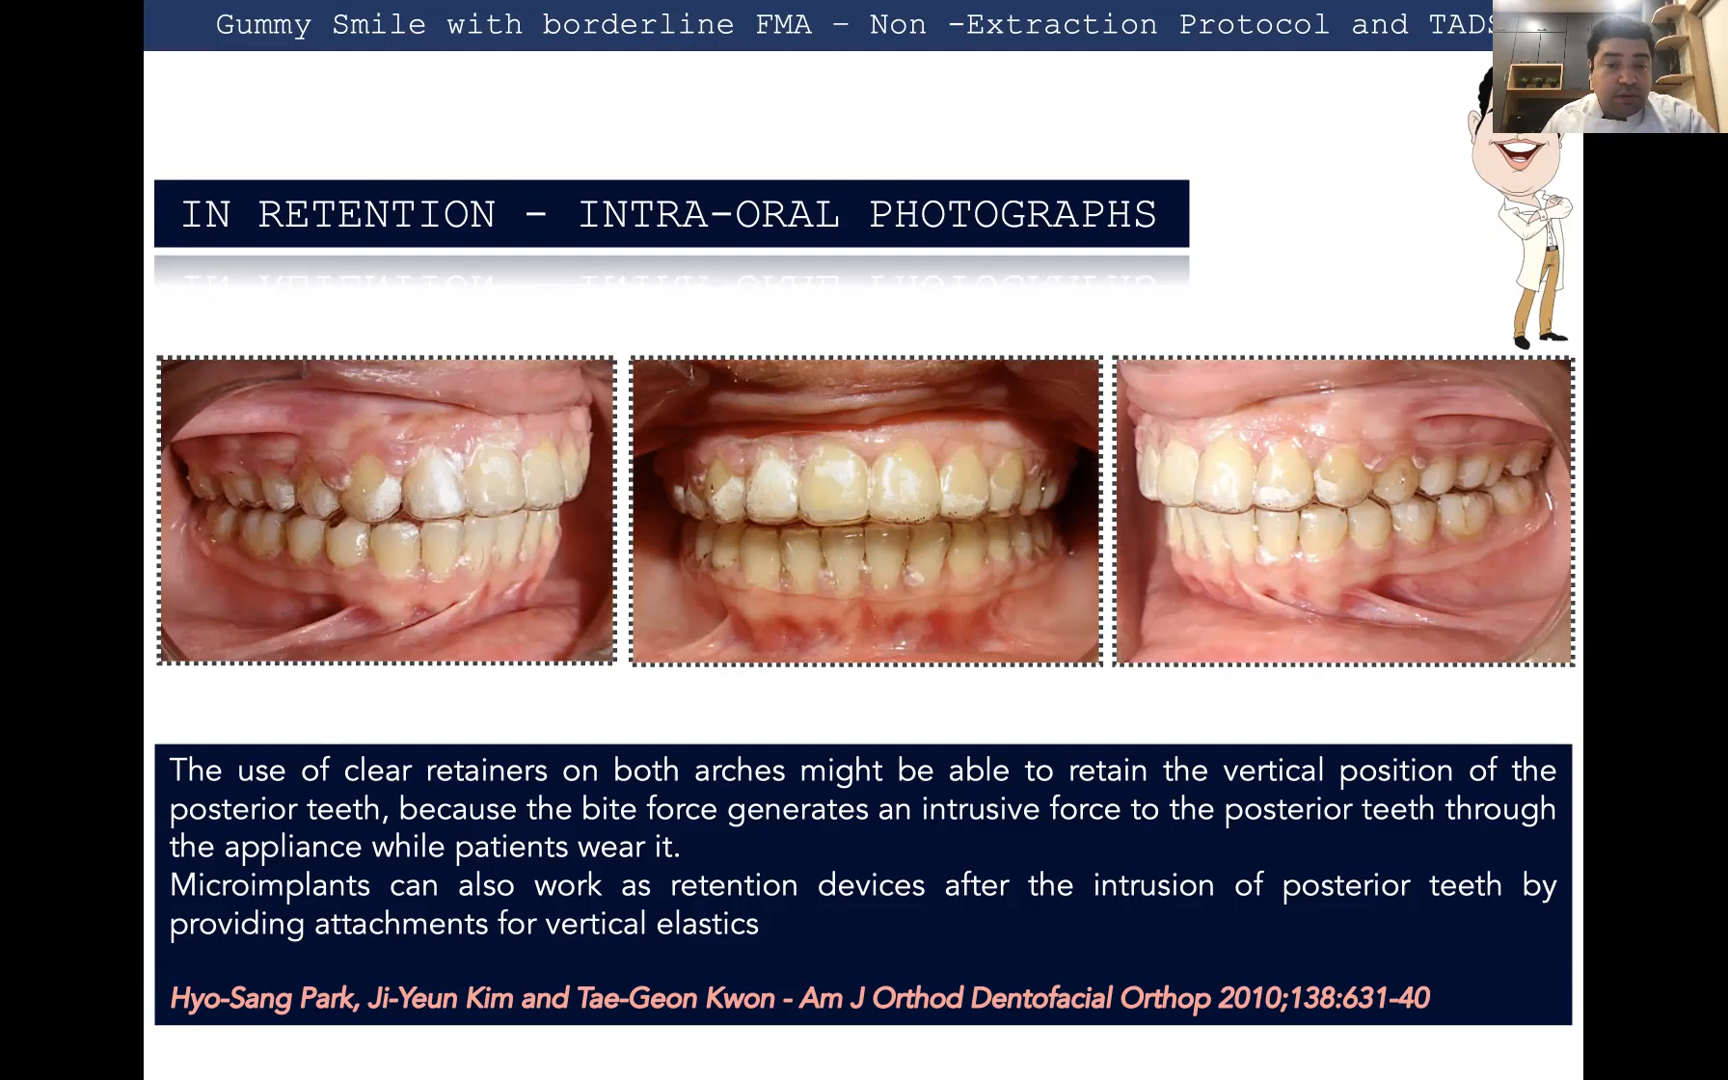 Gummy Smile with borderline FMA – Non -Extraction Protocol and TADS
IN RETENTION - INTRA-ORAL PHOTOGRAPHS
The use of clear retainers on both arches might be able to retain the vertical position of the
posterior teeth, because the bite force generates an intrusive force to the posterior teeth through
the appliance while patients wear it.
Microimplants can also work as retention devices after the intrusion of posterior teeth by
providing attachments for vertical elastics
Hyo-Sang Park, Ji-Yeun Kim and Tae-Geon Kwon - Am J Orthod Dentofacial Orthop 2010;138:631-40